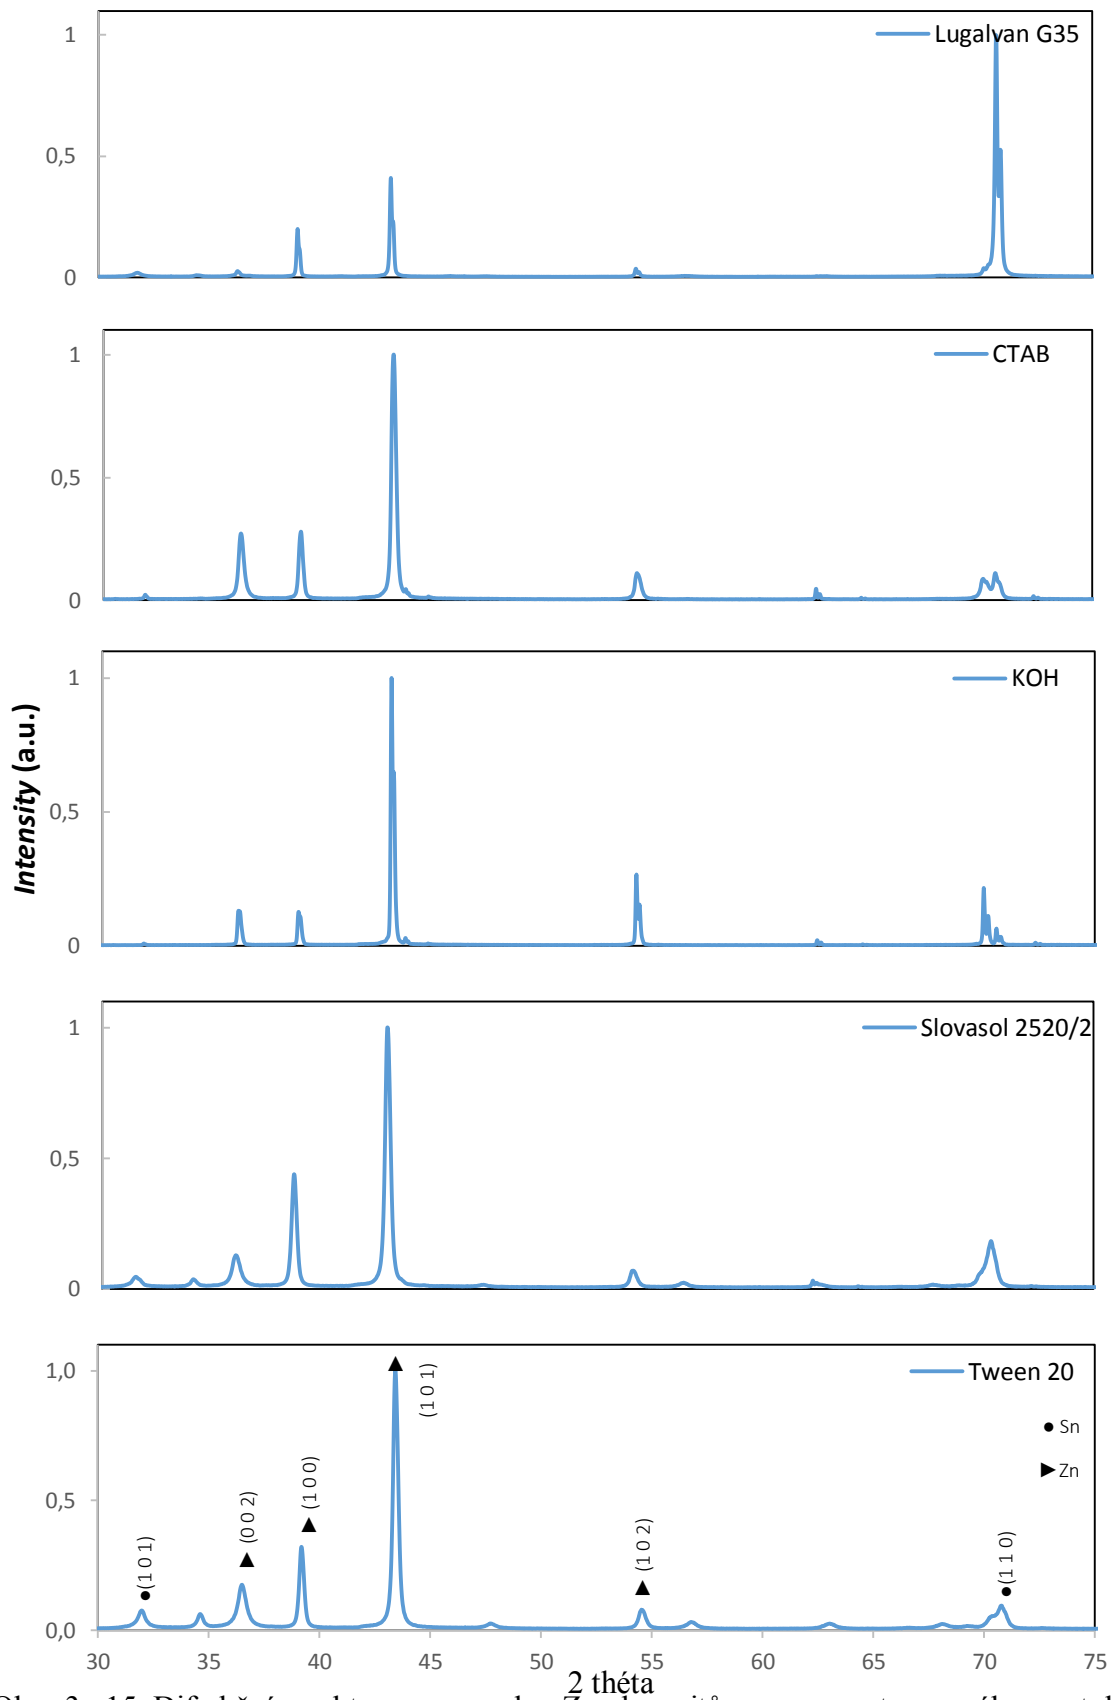 Lugalvan G35
1
0,5
0
CTAB
1
0,5
0
KOH
1
0,5
0
Intensity (a.u.)
Slovasol 2520/2
1
0,5
0
Tween 20
1,0
0,5
0,0
● Sn
▶ Zn
●(1 0 1)
▲ (0 0 2)
▲ (1 0 0)
▲ (1 0 1)
▲ (1 0 2)
● (1 1 0)
30 35 40 45 50 55 60 65 70 75
2 théta